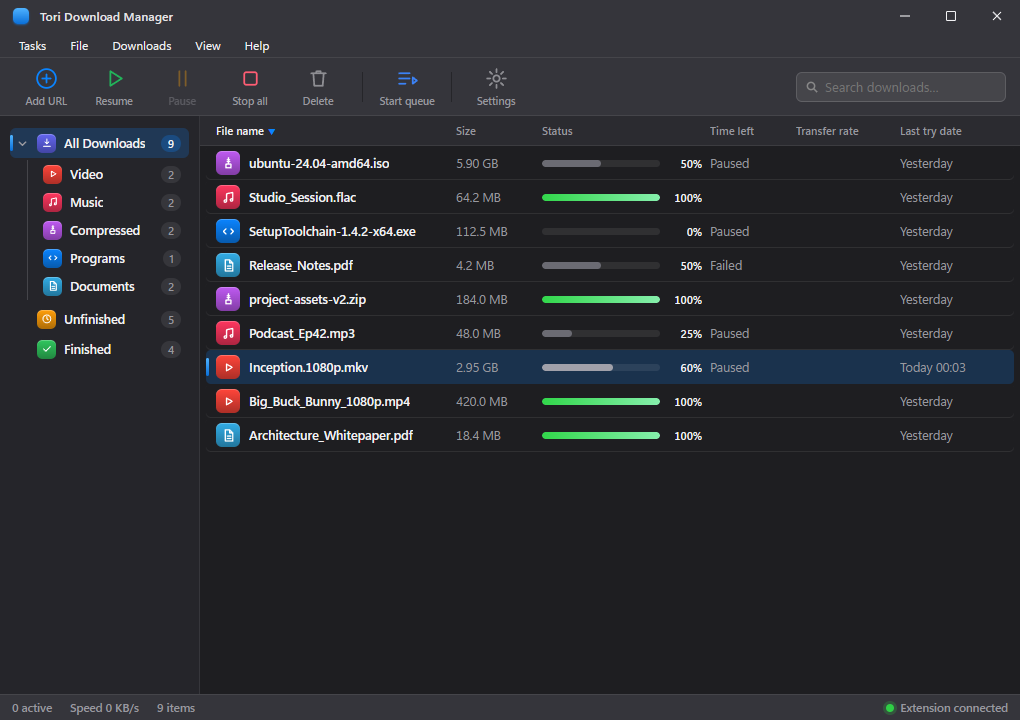 Tori Download Manager
Tasks File Downloads View Help
Add URL Resume Pause Stop all Delete Start queue Settings Search downloads...
All Downloads 9
Video 2
Music 2
Compressed 2
Programs 1
Documents 2
Unfinished 5
Finished 4
File name Size Status Time left Transfer rate Last try date
ubuntu-24.04-amd64.iso 5.90 GB 50% Paused Yesterday
Studio_Session.flac 64.2 MB 100% Yesterday
SetupToolchain-1.4.2-x64.exe 112.5 MB 0% Paused Yesterday
Release_Notes.pdf 4.2 MB 50% Failed Yesterday
project-assets-v2.zip 184.0 MB 100% Yesterday
Podcast_Ep42.mp3 48.0 MB 25% Paused Yesterday
Inception.1080p.mkv 2.95 GB 60% Paused Today 00:03
Big_Buck_Bunny_1080p.mp4 420.0 MB 100% Yesterday
Architecture_Whitepaper.pdf 18.4 MB 100% Yesterday
0 active Speed 0 KB/s 9 items Extension connected